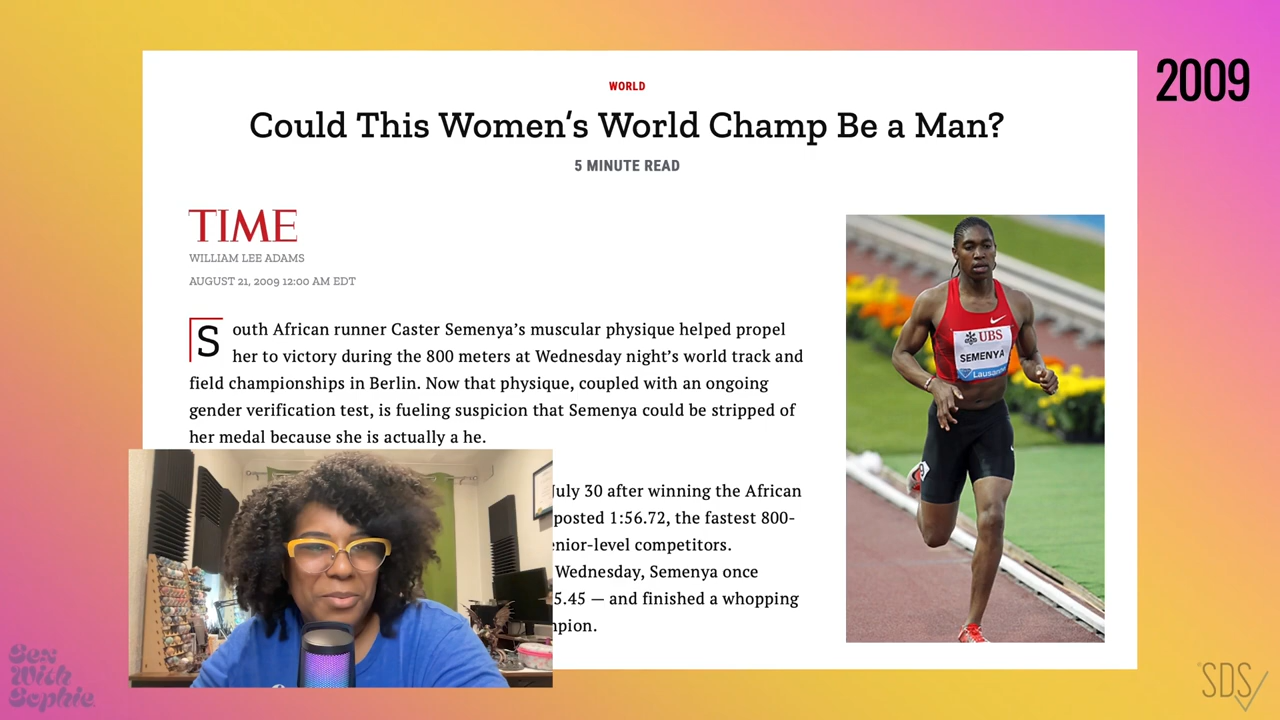 2009
WORLD
Could This Women's World Champ Be a Man?
5 MINUTE READ
TIME
WILLIAM LEE ADAMS
AUGUST 21, 2009 12:00 AM EDT
South African runner Caster Semenya's muscular physique helped propel
her to victory during the 800 meters at Wednesday night's world track and
field championships in Berlin. Now that physique, coupled with an ongoing
gender verification test, is fueling suspicion that Semenya could be stripped of
her medal because she is actually a he.
July 30 after winning the African
posted 1:56.72, the fastest 800-
enior-level competitors.
Wednesday, Semenya once
5.45 — and finished a whopping
npion.
UBS
SEMENYA
Lausanne
Sex
With
Sophie
SDS